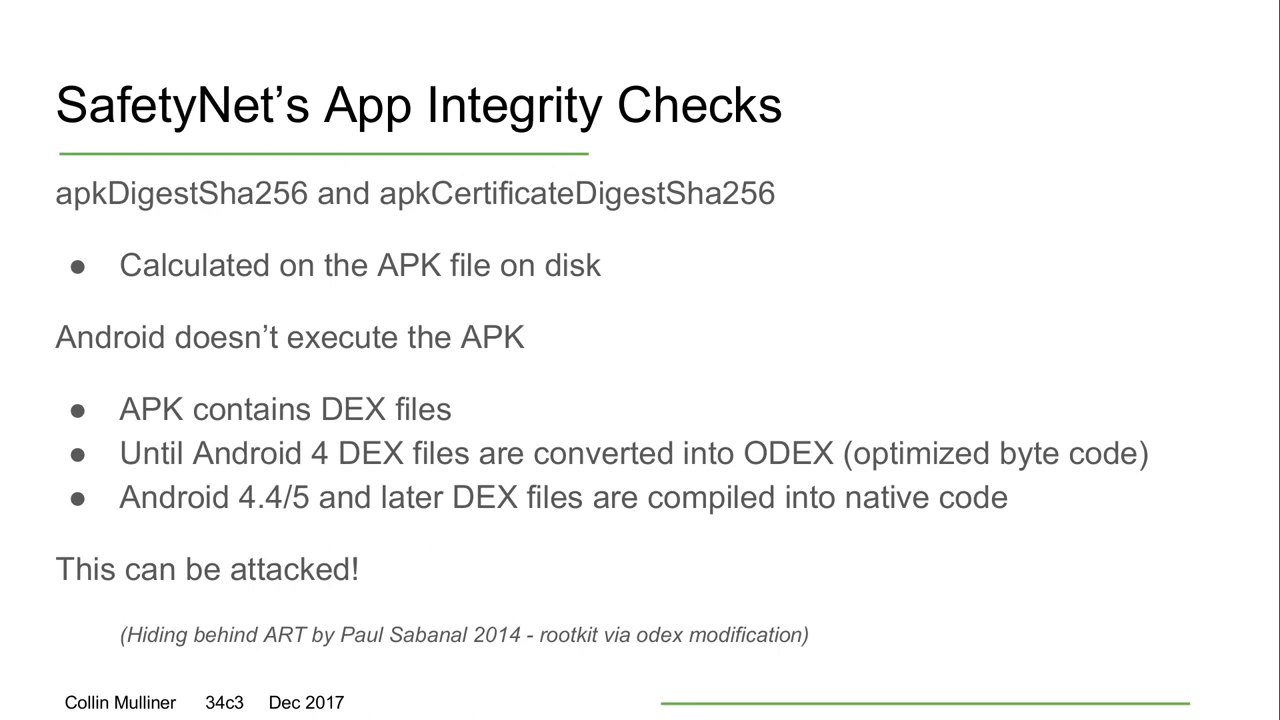 SafetyNet’s App Integrity Checks
apkDigestSha256 and apkCertificateDigestSha256
● Calculated on the APK file on disk
Android doesn’t execute the APK
● APK contains DEX files
● Until Android 4 DEX files are converted into ODEX (optimized byte code)
● Android 4.4/5 and later DEX files are compiled into native code
This can be attacked!
(Hiding behind ART by Paul Sabanal 2014 - rootkit via odex modification)
Collin Mulliner 34c3 Dec 2017